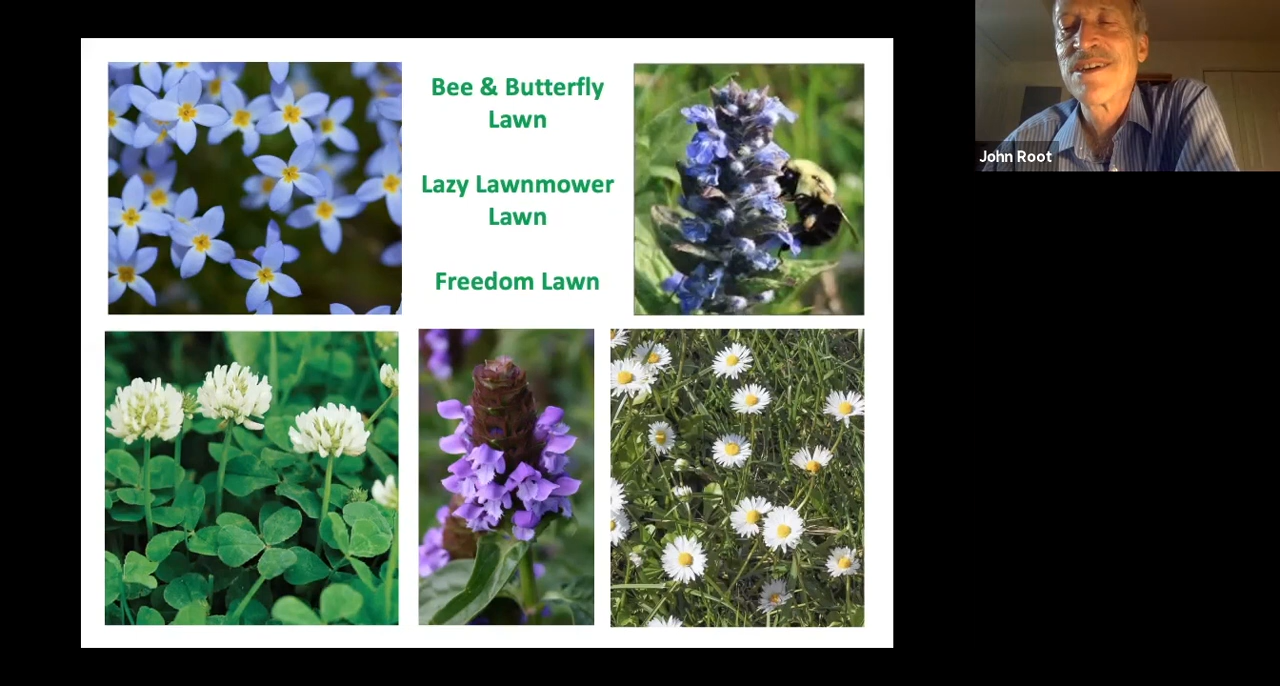 Bee & Butterfly
Lawn
Lazy Lawnmower
Lawn
Freedom Lawn
John Root